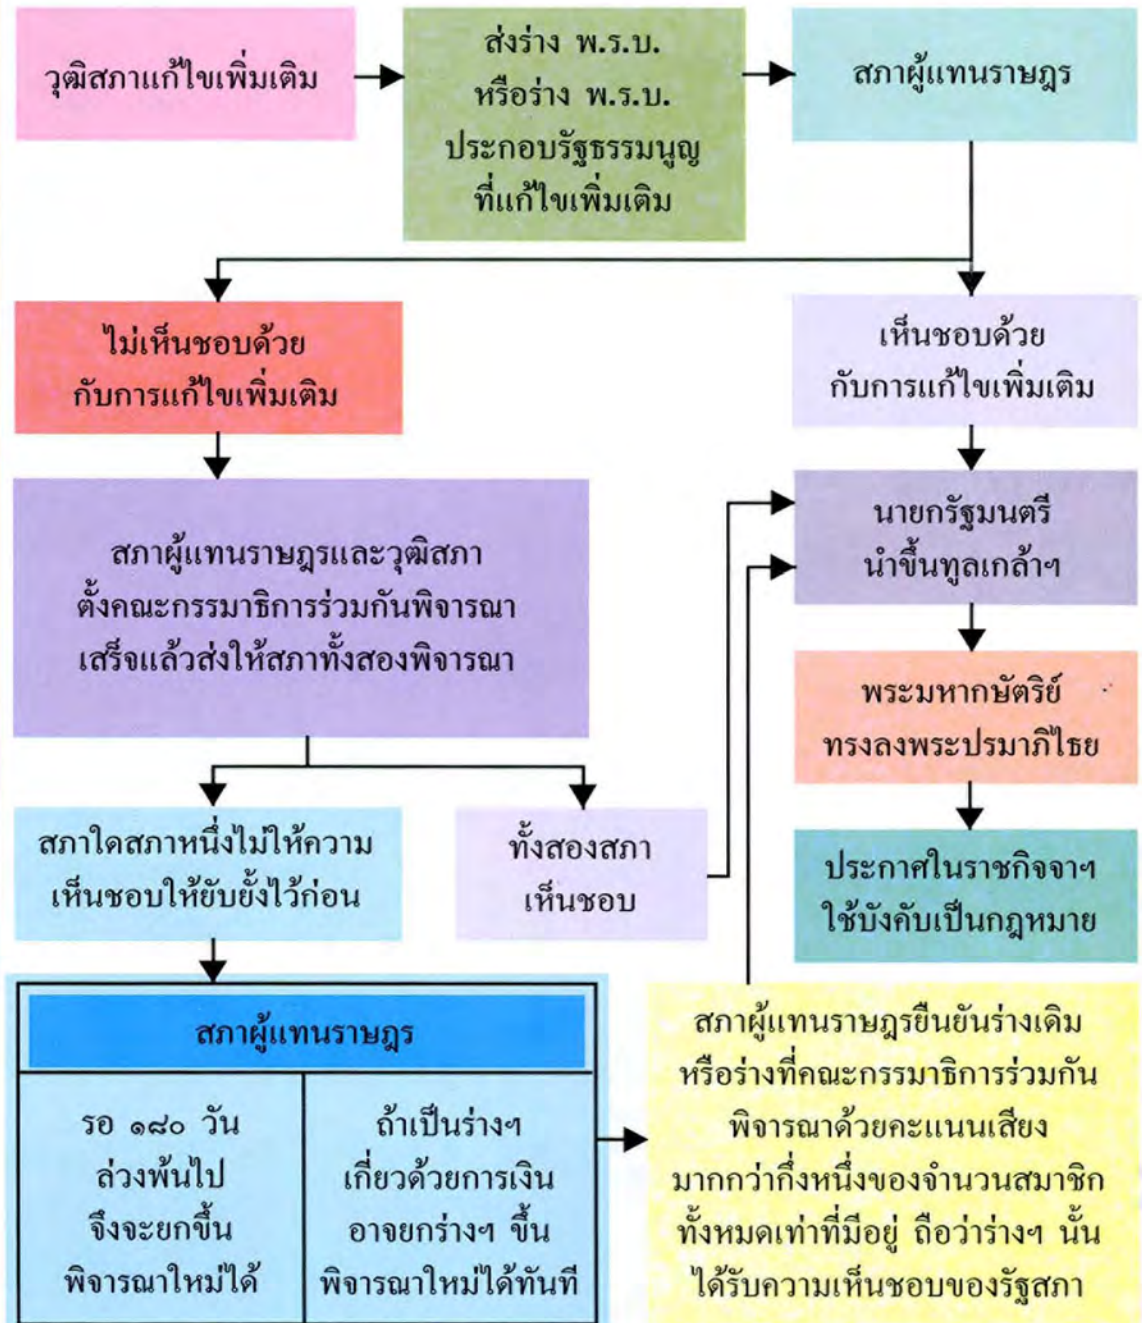 วุฒิสภาแก้ไขเพิ่มเติม
ส่งร่าง พ.ร.บ.
หรือร่าง พ.ร.บ.
ประกอบรัฐธรรมนูญ
ที่แก้ไขเพิ่มเติม
สภาผู้แทนราษฎร
ไม่เห็นชอบด้วย
กับการแก้ไขเพิ่มเติม
เห็นชอบด้วย
กับการแก้ไขเพิ่มเติม
สภาผู้แทนราษฎรและวุฒิสภา
ตั้งคณะกรรมาธิการร่วมกันพิจารณา
เสร็จแล้วส่งให้สภาทั้งสองพิจารณา
นายกรัฐมนตรี
นำขึ้นทูลเกล้าฯ
พระมหากษัตริย์
ทรงลงพระปรมาภิไธย
สภาใดสภาหนึ่งไม่ให้ความ
เห็นชอบให้ยับยั้งไว้ก่อน
ทั้งสองสภา
เห็นชอบ
ประกาศในราชกิจจาฯ
ใช้บังคับเป็นกฎหมาย
สภาผู้แทนราษฎร
รอ ๑๘๐ วัน
ล่วงพ้นไป
จึงจะยกขึ้น
พิจารณาใหม่ได้
ถ้าเป็นร่างฯ
เกี่ยวด้วยการเงิน
อาจยกร่างฯ ขึ้น
พิจารณาใหม่ได้ทันที
สภาผู้แทนราษฎรยืนยันร่างเดิม
หรือร่างที่คณะกรรมาธิการร่วมกัน
พิจารณาด้วยคะแนนเสียง
มากกว่ากึ่งหนึ่งของจำนวนสมาชิก
ทั้งหมดเท่าที่มีอยู่ ถือว่าร่างฯ นั้น
ได้รับความเห็นชอบของรัฐสภา